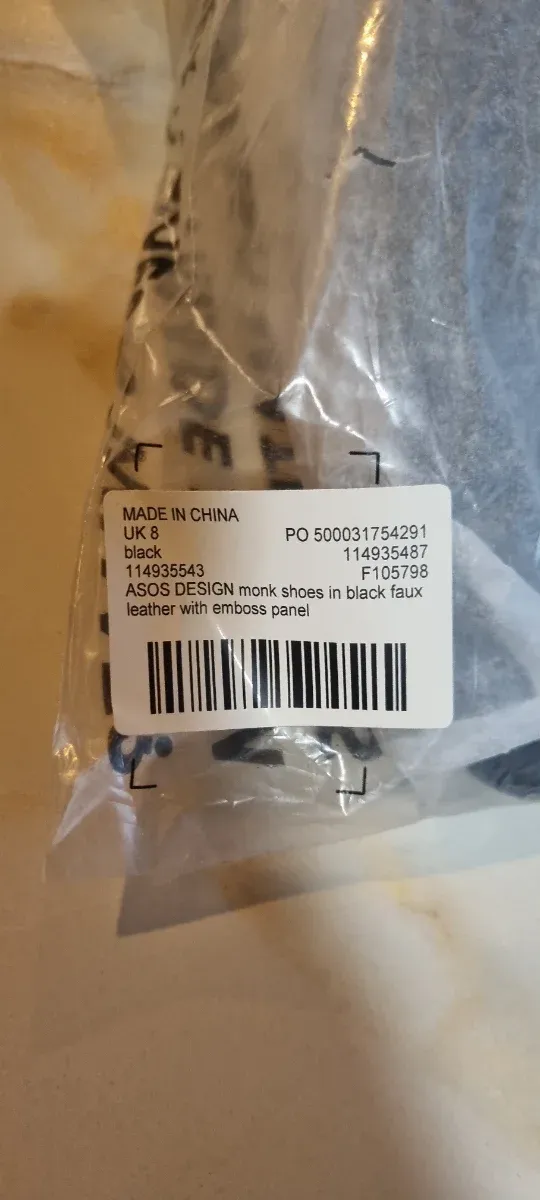 MADE IN CHINA
UK 8 PO 500031754291
black 114935487
114935543 F105798
ASOS DESIGN monk shoes in black faux
leather with emboss panel